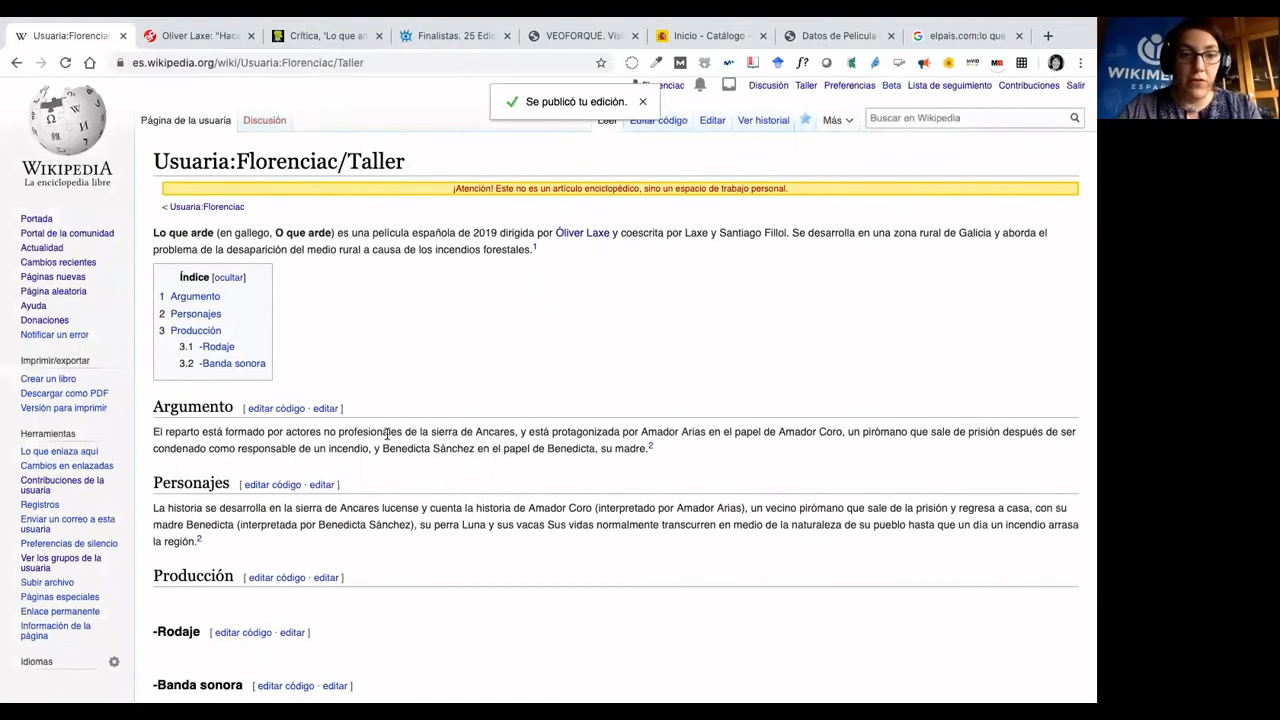 Usuaria:Florenciac
Oliver Laxe: "Hacu
Crítica, 'Lo que ar
Finalistas. 25 Edic
VEOFORQUÉ. Visi
Inicio – Catálogo
Datos de Pelicula
elpais.com:lo que
es.wikipedia.org/wiki/Usuaria:Florenciac/Taller
Florenciac
Discusión
Taller
Preferencias
Beta
Lista de seguimiento
Contribuciones
Salir
Se publicó tu edición.
Página de la usuaria
Discusión
Leer
Editar código
Editar
Ver historial
Más
Buscar en Wikipedia
WIKIPEDIA
La enciclopedia libre
Portada
Portal de la comunidad
Actualidad
Cambios recientes
Páginas nuevas
Página aleatoria
Ayuda
Donaciones
Notificar un error
Imprimir/exportar
Crear un libro
Descargar como PDF
Versión para imprimir
Herramientas
Lo que enlaza aquí
Cambios en enlazadas
Contribuciones de la
usuaria
Registros
Enviar un correo a esta
usuaria
Preferencias de silencio
Ver los grupos de la
usuaria
Subir archivo
Páginas especiales
Enlace permanente
Información de la
página
Idiomas
Usuaria:Florenciac/Taller
¡Atención! Este no es un artículo enciclopédico, sino un espacio de trabajo personal.
< Usuaria:Florenciac
Lo que arde (en gallego, O que arde) es una película española de 2019 dirigida por Óliver Laxe y coescrita por Laxe y Santiago Fillol. Se desarrolla en una zona rural de Galicia y aborda el
problema de la desaparición del medio rural a causa de los incendios forestales.1
Índice [ocultar]
1 Argumento
2 Personajes
3 Producción
3.1 -Rodaje
3.2 -Banda sonora
Argumento [ editar código · editar ]
El reparto está formado por actores no profesionales de la sierra de Ancares, y está protagonizada por Amador Arias en el papel de Amador Coro, un pirómano que sale de prisión después de ser
condenado como responsable de un incendio, y Benedicta Sánchez en el papel de Benedicta, su madre.2
Personajes [ editar código · editar ]
La historia se desarrolla en la sierra de Ancares lucense y cuenta la historia de Amador Coro (interpretado por Amador Arias), un vecino pirómano que sale de la prisión y regresa a casa, con su
madre Benedicta (interpretada por Benedicta Sánchez), su perra Luna y sus vacas Sus vidas normalmente transcurren en medio de la naturaleza de su pueblo hasta que un día un incendio arrasa
la región.2
Producción [ editar código · editar ]
-Rodaje [ editar código · editar ]
-Banda sonora [ editar código · editar ]
WIKIME
ESPAÑ